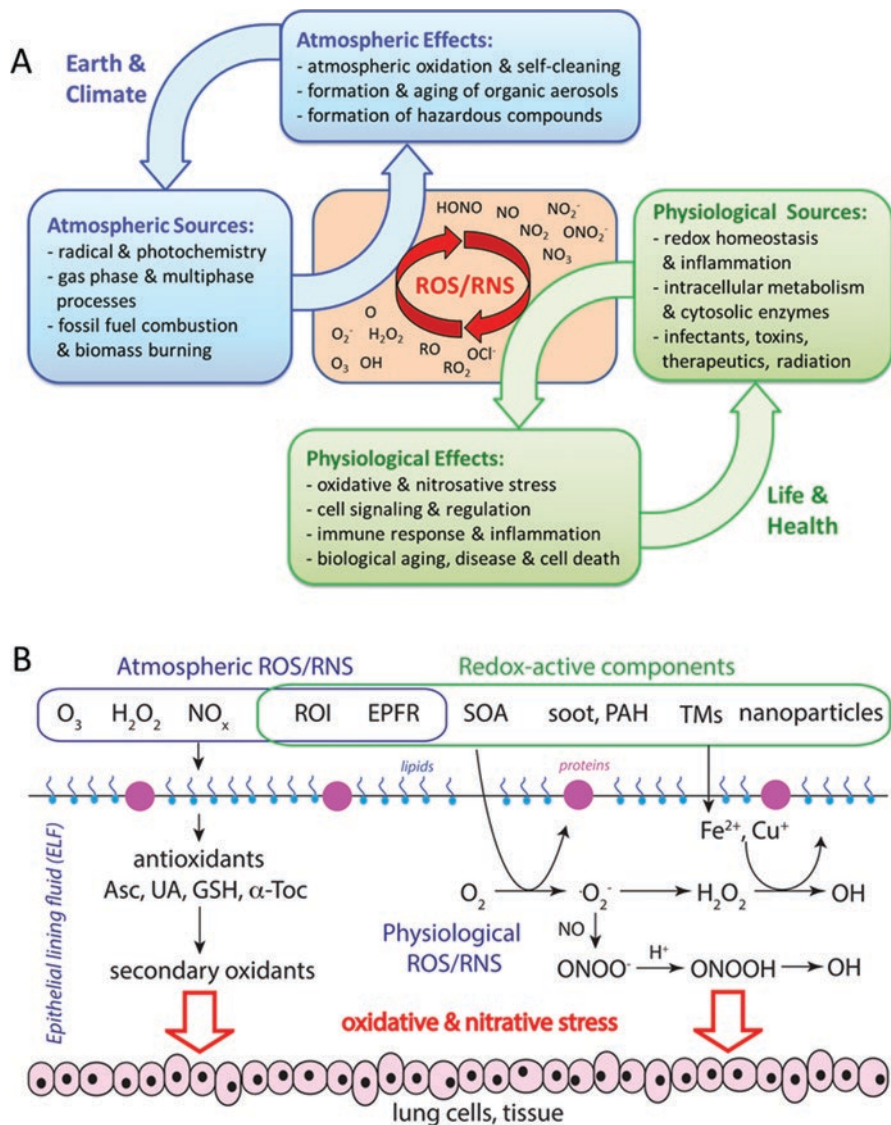 A
Earth &
Climate
Atmospheric Effects:
- atmospheric oxidation & self-cleaning
- formation & aging of organic aerosols
- formation of hazardous compounds
Atmospheric Sources:
- radical & photochemistry
- gas phase & multiphase
processes
- fossil fuel combustion
& biomass burning
HONO NO NO₂⁻
NO₂ ONO₂⁻
NO₃
ROS/RNS
O
O₂⁻ H₂O₂
O₃ OH
RO OCl⁻
RO₂
Physiological Sources:
- redox homeostasis
& inflammation
- intracellular metabolism
& cytosolic enzymes
- infectants, toxins,
therapeutics, radiation
Physiological Effects:
- oxidative & nitrosative stress
- cell signaling & regulation
- immune response & inflammation
- biological aging, disease & cell death
Life &
Health
B
Atmospheric ROS/RNS Redox-active components
O₃ H₂O₂ NOₓ ROI EPFR SOA soot, PAH TMs nanoparticles
lipids proteins
Epithelial lining fluid (ELF)
antioxidants
Asc, UA, GSH, α-Toc
secondary oxidants
Fe²⁺, Cu⁺
O₂ ·O₂⁻ H₂O₂ OH
Physiological
ROS/RNS
NO
ONOO⁻ H⁺ ONOOH OH
oxidative & nitrative stress
lung cells, tissue